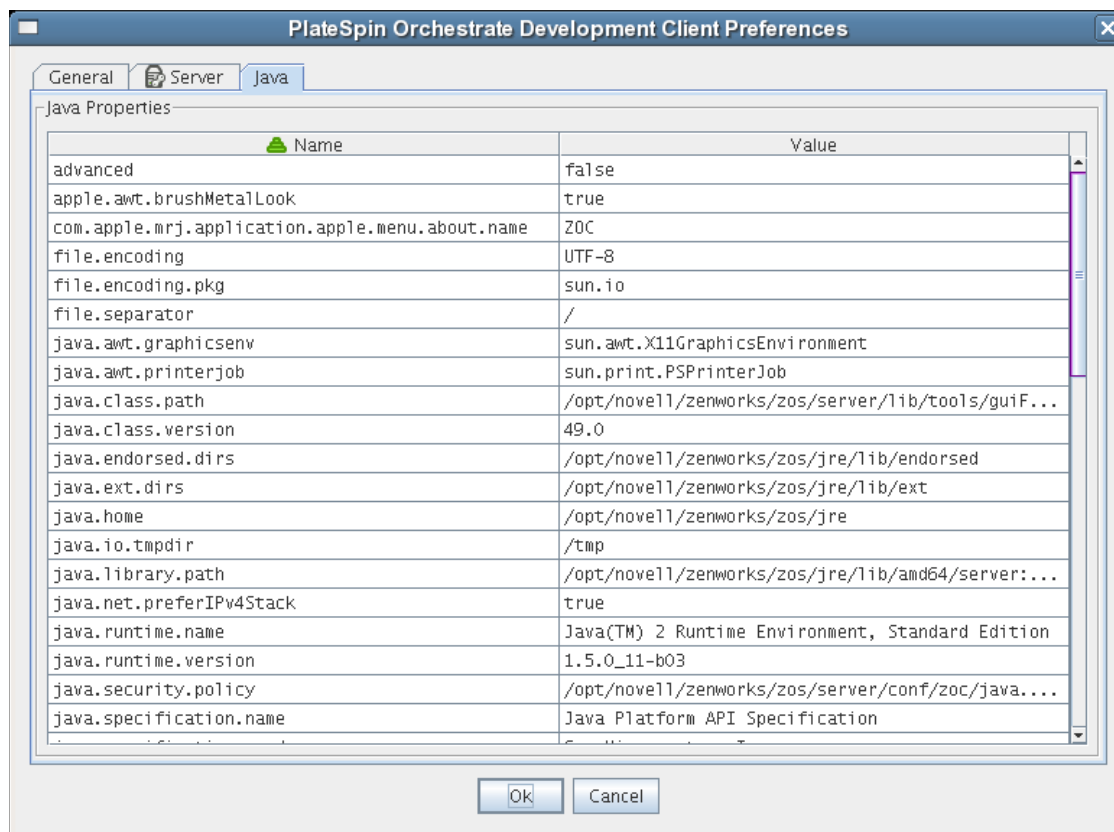 PlateSpin Orchestrate Development Client Preferences
General Server Java
Java Properties
Name Value
advanced false
apple.awt.brushMetalLook true
com.apple.mrj.application.apple.menu.about.name ZOC
file.encoding UTF-8
file.encoding.pkg sun.io
file.separator /
java.awt.graphicsenv sun.awt.X11GraphicsEnvironment
java.awt.printerjob sun.print.PSPrinterJob
java.class.path /opt/novell/zenworks/zos/server/lib/tools/guiF...
java.class.version 49.0
java.endorsed.dirs /opt/novell/zenworks/zos/jre/lib/endorsed
java.ext.dirs /opt/novell/zenworks/zos/jre/lib/ext
java.home /opt/novell/zenworks/zos/jre
java.io.tmpdir /tmp
java.library.path /opt/novell/zenworks/zos/jre/lib/amd64/server:...
java.net.preferIPv4Stack true
java.runtime.name Java(TM) 2 Runtime Environment, Standard Edition
java.runtime.version 1.5.0_11-b03
java.security.policy /opt/novell/zenworks/zos/server/conf/zoc/java....
java.specification.name Java Platform API Specification
Ok Cancel